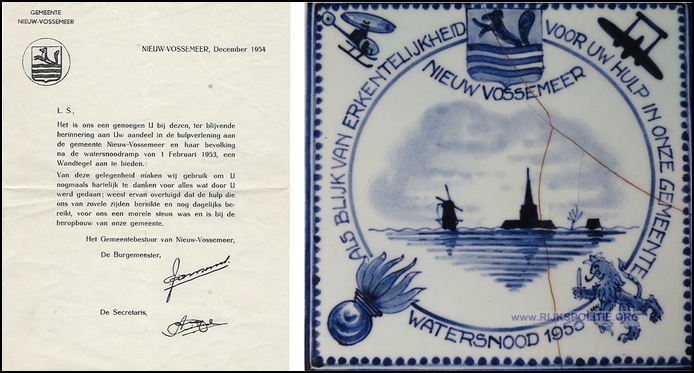 GEMEENTE
NIEUW-VOSSEMEER
NIEUW-VOSSEMEER, December 1954
L. S.,
Het is ons een genoegen U bij dezen, ter blijvende
herinnering aan Uw aandeel in de hulpverlening aan
de gemeente Nieuw-Vossemeer en haar bevolking
na de watersnoodramp van 1 Februari 1953, een
Wandtegel aan te bieden.
Van deze gelegenheid maken wij gebruik om U
nogmaals hartelijk te danken voor alles wat door U
werd gedaan; weest ervan overtuigd dat de hulp die
ons van zovele zijden bereikte en nog dagelijks be-
reikt, voor ons een morele steun was en is bij de
heropbouw van onze gemeente.
Het Gemeentebestuur van Nieuw-Vossemeer,
De Burgemeester,
De Secretaris,
ALS BLIJK VAN ERKENTELIJKHEID VOOR UW HULP IN ONZE GEMEENTE
NIEUW VOSSEMEER
WWW.RIJKSPOLITIE.ORG
WATERSNOOD 1953